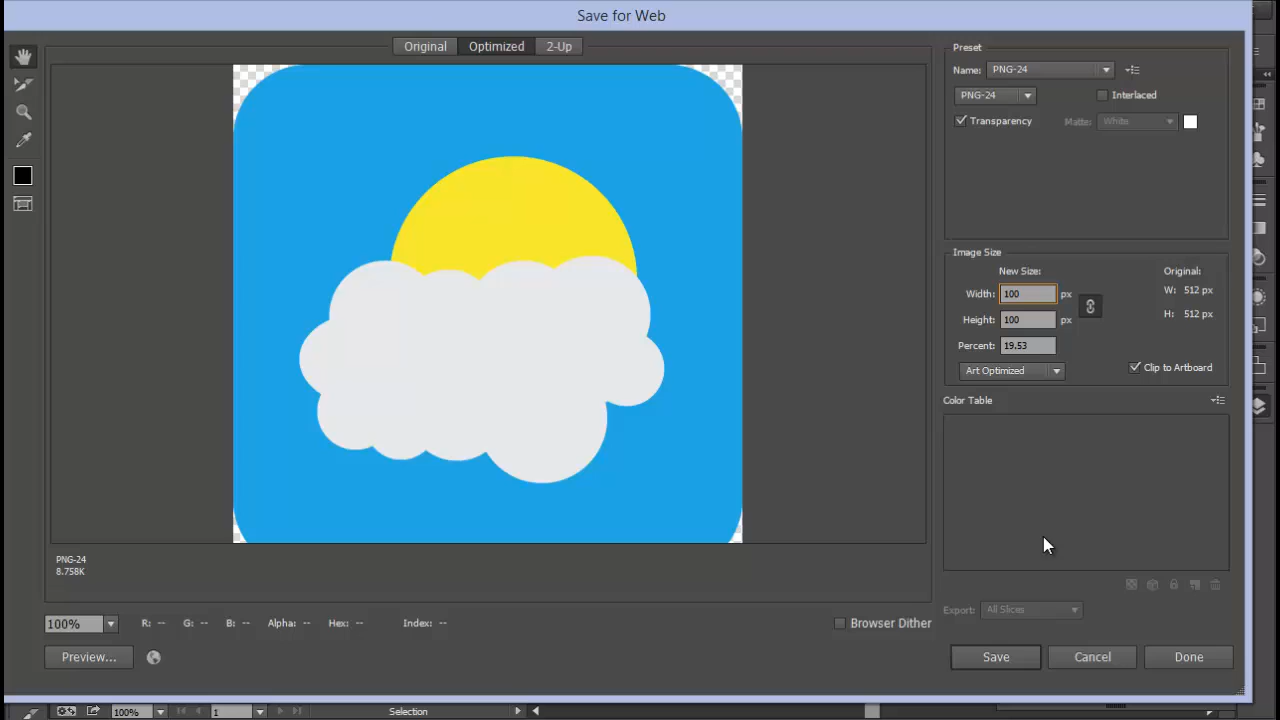 Save for Web
Original Optimized 2-Up
Preset
Name: PNG-24
PNG-24 Interlaced
Transparency Matte: White
Image Size
New Size: Original:
Width: 100 px W: 512 px
Height: 100 px H: 512 px
Percent: 19.53
Art Optimized Clip to Artboard
Color Table
PNG-24
8.758K
Export: All Slices
100% R: -- G: -- B: -- Alpha: -- Hex: -- Index: -- Browser Dither
Preview... Save Cancel Done
100% 1 Selection